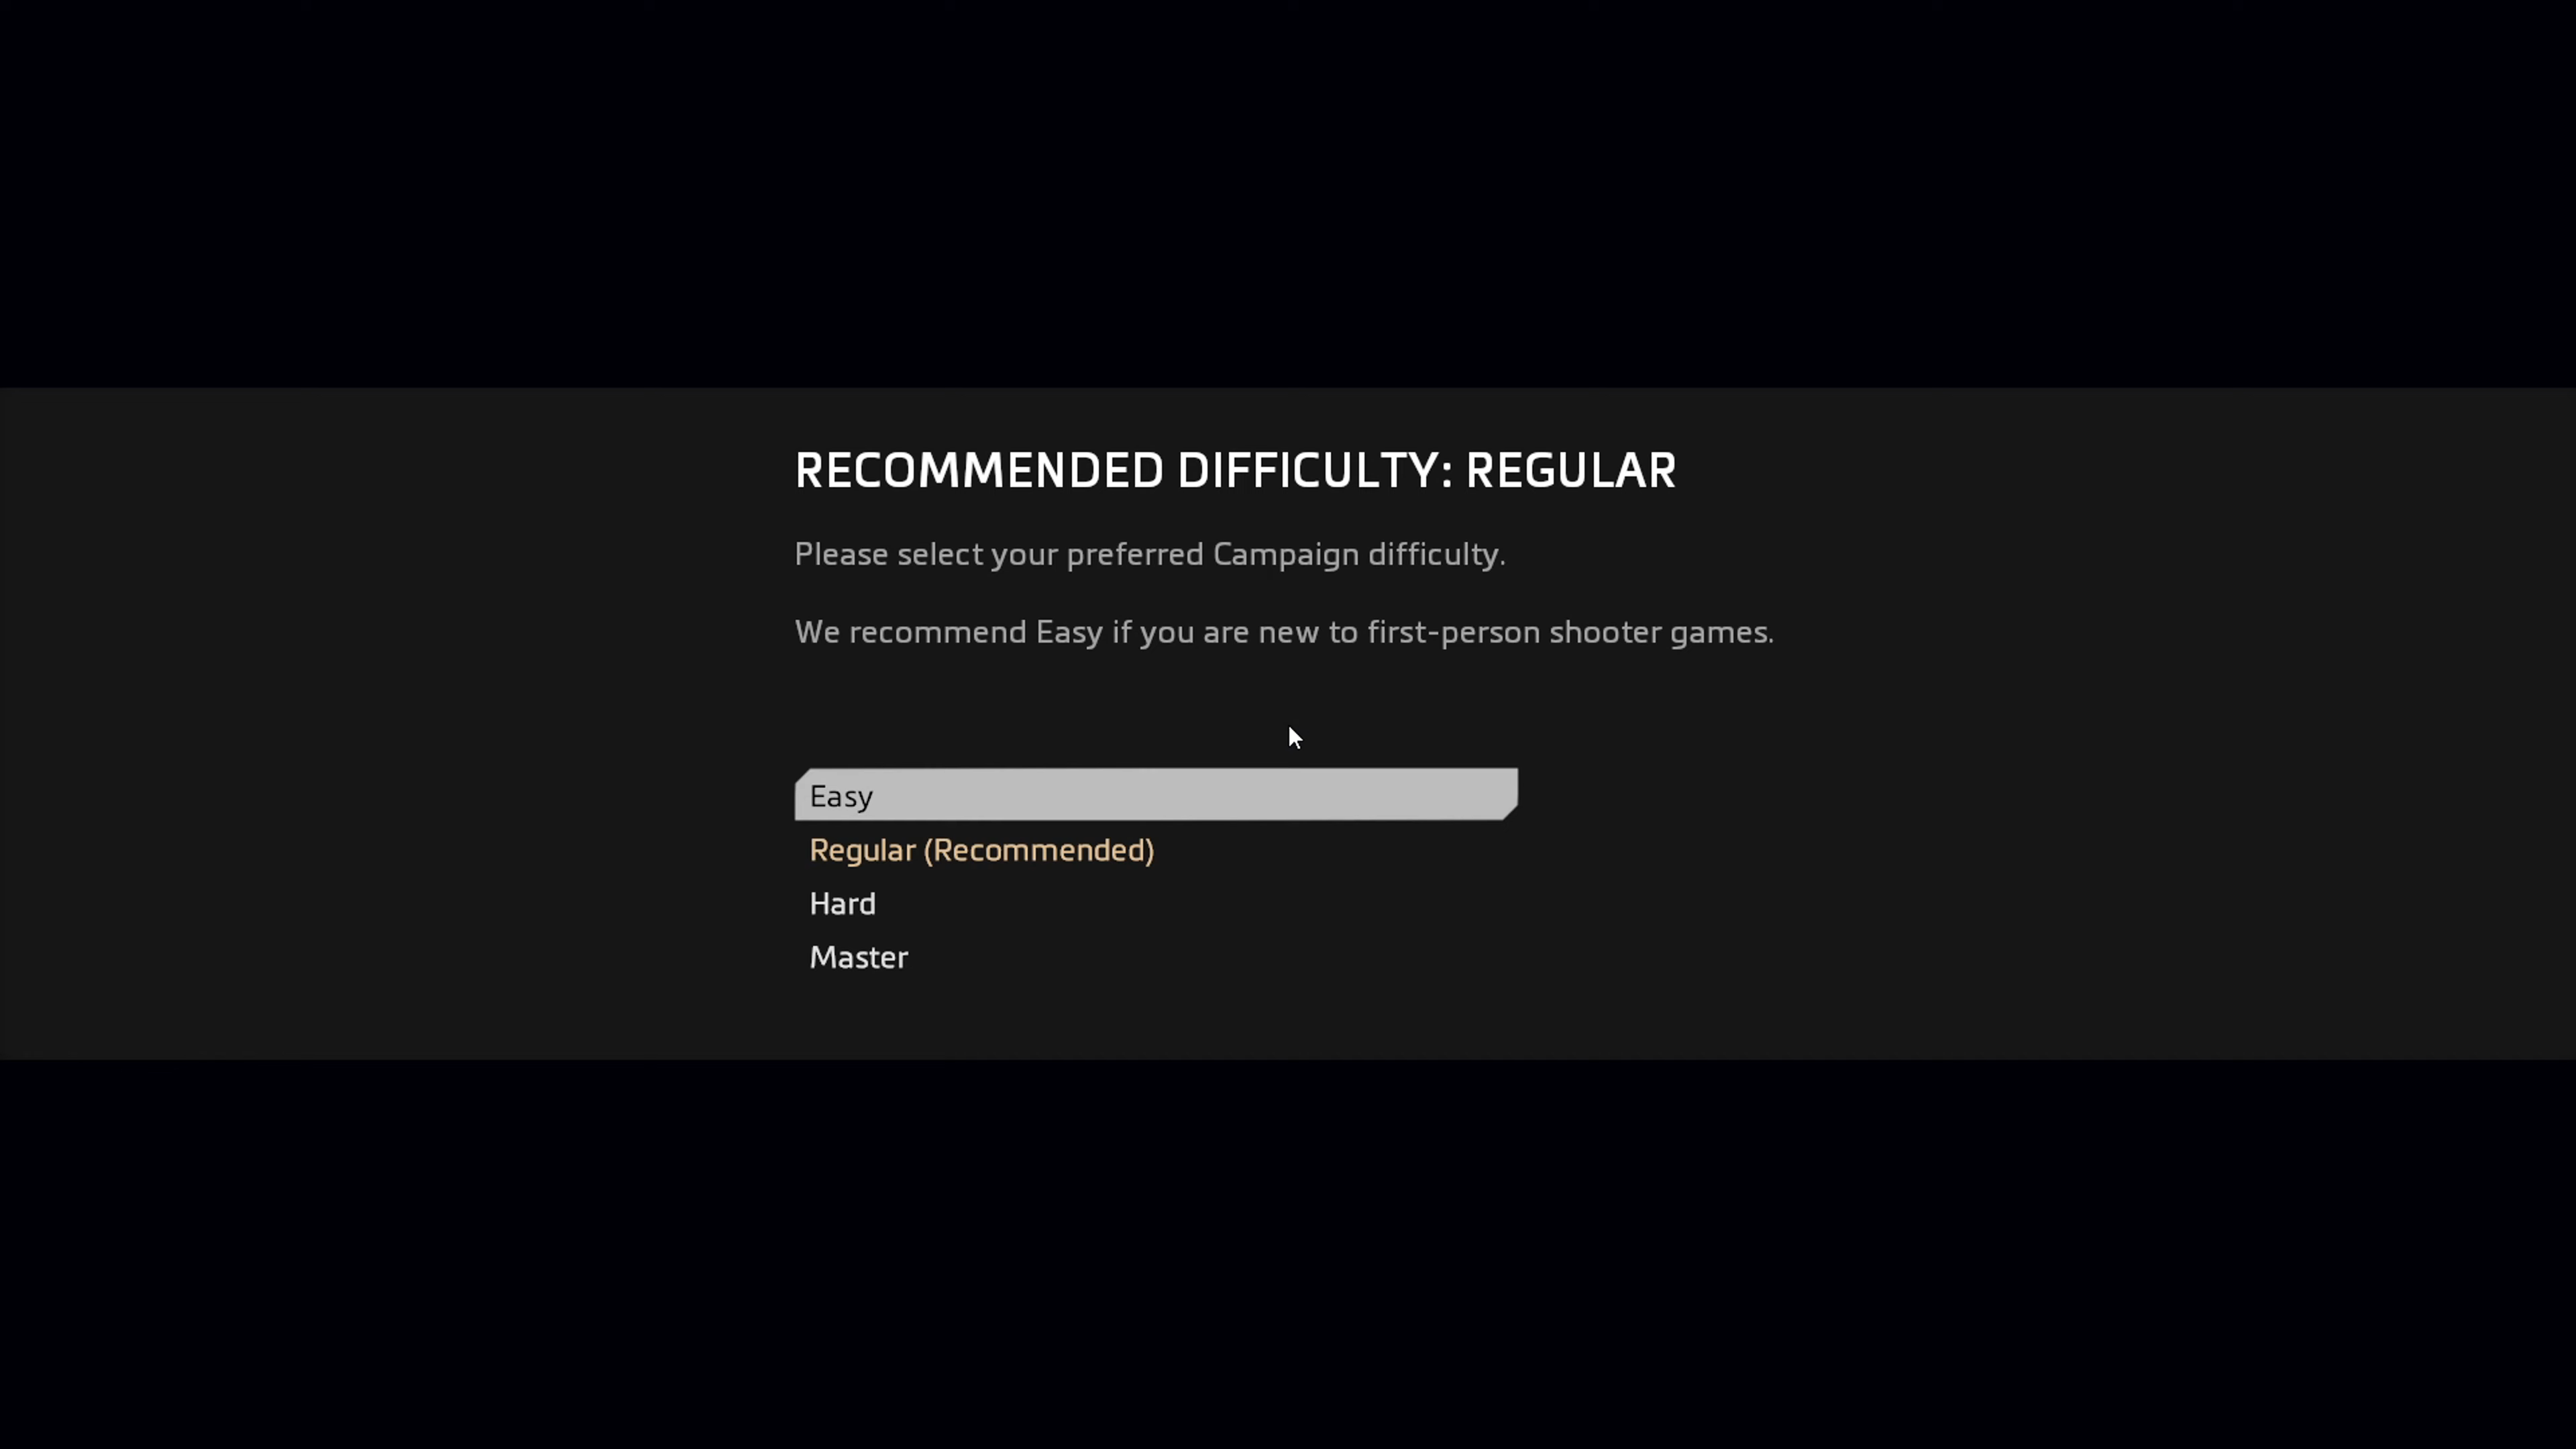 RECOMMENDED DIFFICULTY: REGULAR
Please select your preferred Campaign difficulty.
We recommend Easy if you are new to first-person shooter games.
Easy
Regular (Recommended)
Hard
Master